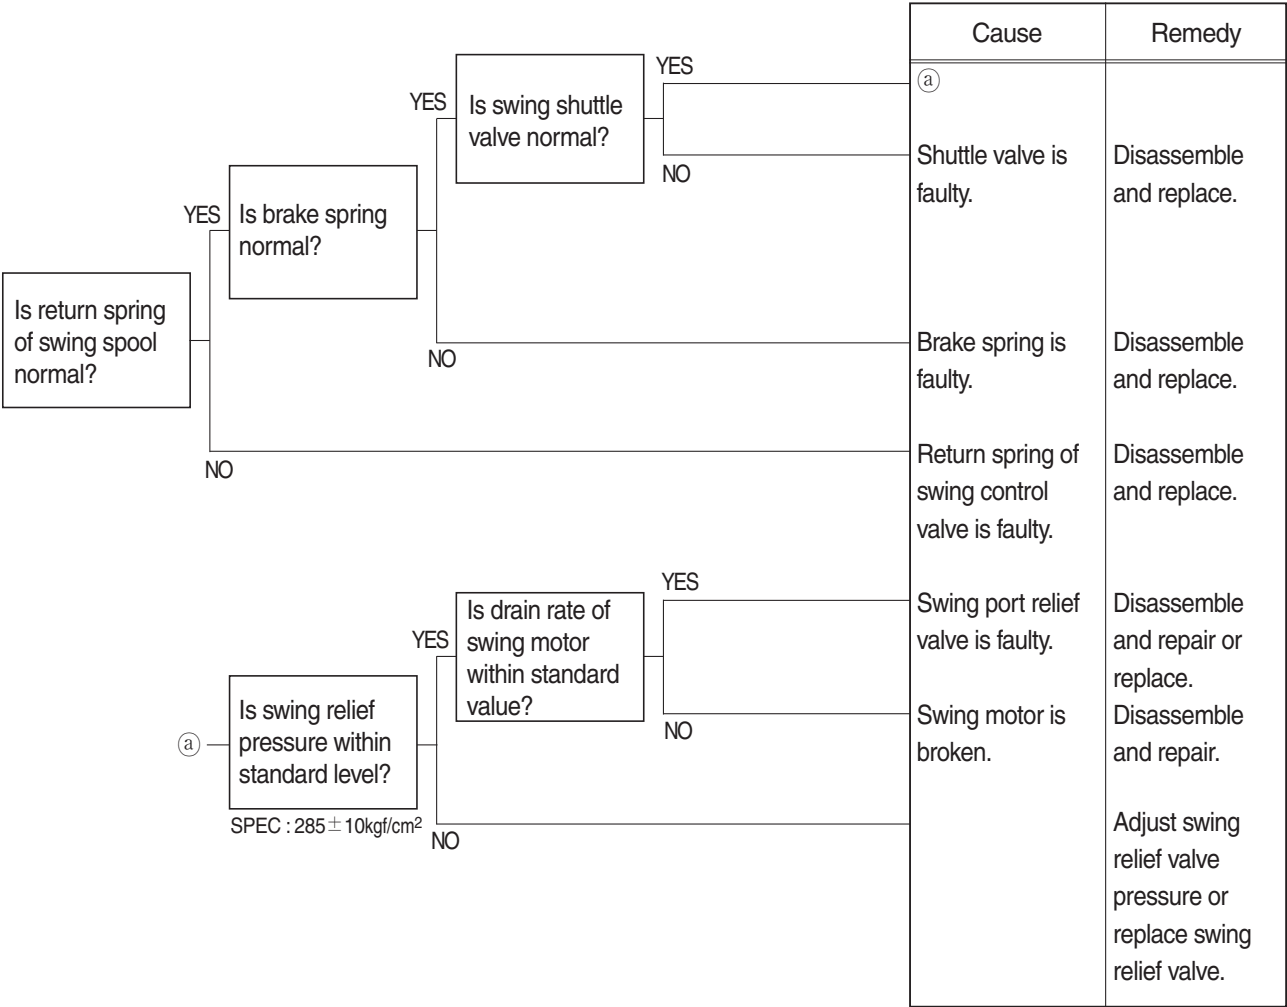 Cause
Remedy
YES
ⓐ
YES
Is swing shuttle
valve normal?
NO
Shuttle valve is
faulty.
Disassemble
and replace.
YES
Is brake spring
normal?
NO
Brake spring is
faulty.
Disassemble
and replace.
Is return spring
of swing spool
normal?
NO
Return spring of
swing control
valve is faulty.
Disassemble
and replace.
YES
Is drain rate of
swing motor
within standard
value?
YES
Swing port relief
valve is faulty.
Disassemble
and repair or
replace.
NO
Swing motor is
broken.
Disassemble
and repair.
ⓐ
Is swing relief
pressure within
standard level?
SPEC : 285±10kgf/cm²
NO
Adjust swing
relief valve
pressure or
replace swing
relief valve.